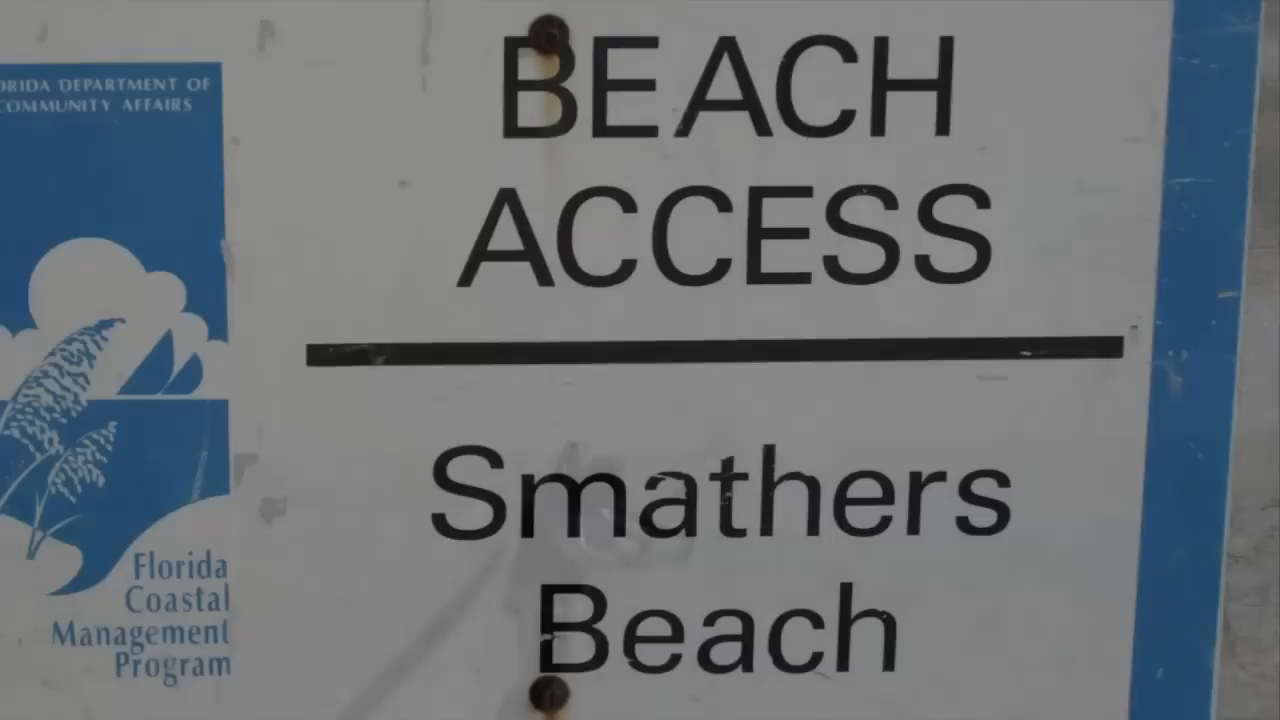 ORIDA DEPARTMENT OF
COMMUNITY AFFAIRS
BEACH
ACCESS
Smathers
Beach
Florida
Coastal
Management
Program